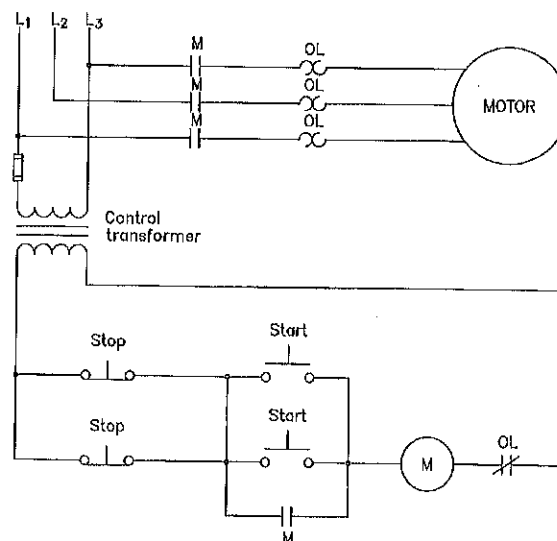 L1 L2 L3
M OL
M OL
M OL
MOTOR
Control
transformer
Stop Start
Stop Start
M OL
M